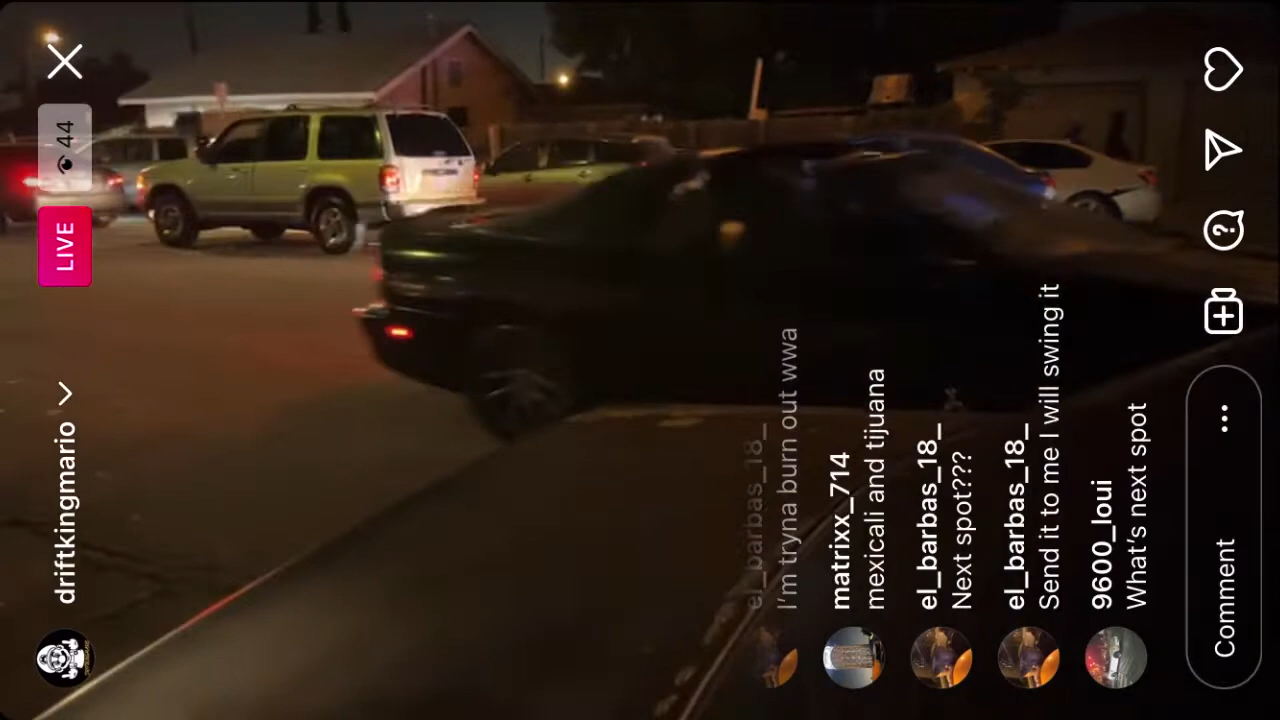 driftkingmario
LIVE
44
el_barbas_18_
I'm tryna burn out wwa
matrixx_714
mexicali and tijuana
el_barbas_18_
Next spot???
el_barbas_18_
Send it to me I will swing it
9600_loui
What's next spot
Comment